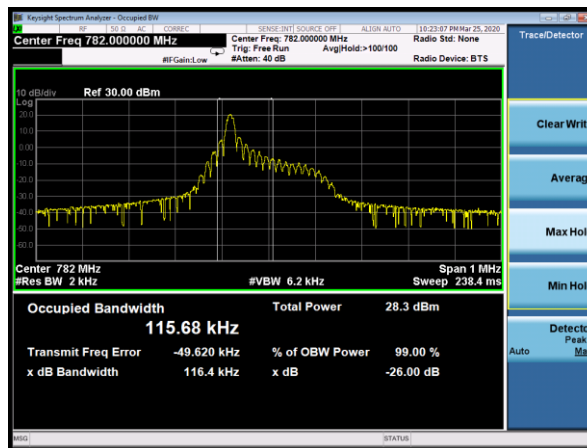 Keysight Spectrum Analyzer - Occupied BW
RF 50 Ω AC CORREC SENSE:INT SOURCE OFF ALIGN AUTO 10:23:07 PM Mar 25, 2020
Center Freq 782.000000 MHz Center Freq: 782.000000 MHz Radio Std: None Trace/Detector
Trig: Free Run Avg|Hold:>100/100
#IFGain:Low #Atten: 40 dB Radio Device: BTS
10 dB/div Ref 30.00 dBm
Log
20.0
10.0
0.00
-10.0
-20.0
-30.0
-40.0
-50.0
-60.0
Center 782 MHz Span 1 MHz
#Res BW 2 kHz #VBW 6.2 kHz Sweep 238.4 ms
Occupied Bandwidth Total Power 28.3 dBm
115.68 kHz
Transmit Freq Error -49.620 kHz % of OBW Power 99.00 %
x dB Bandwidth 116.4 kHz x dB -26.00 dB
Clear Writ
Averag
Max Hol
Min Hol
Detecto
Peak
Auto Ma
MSG STATUS